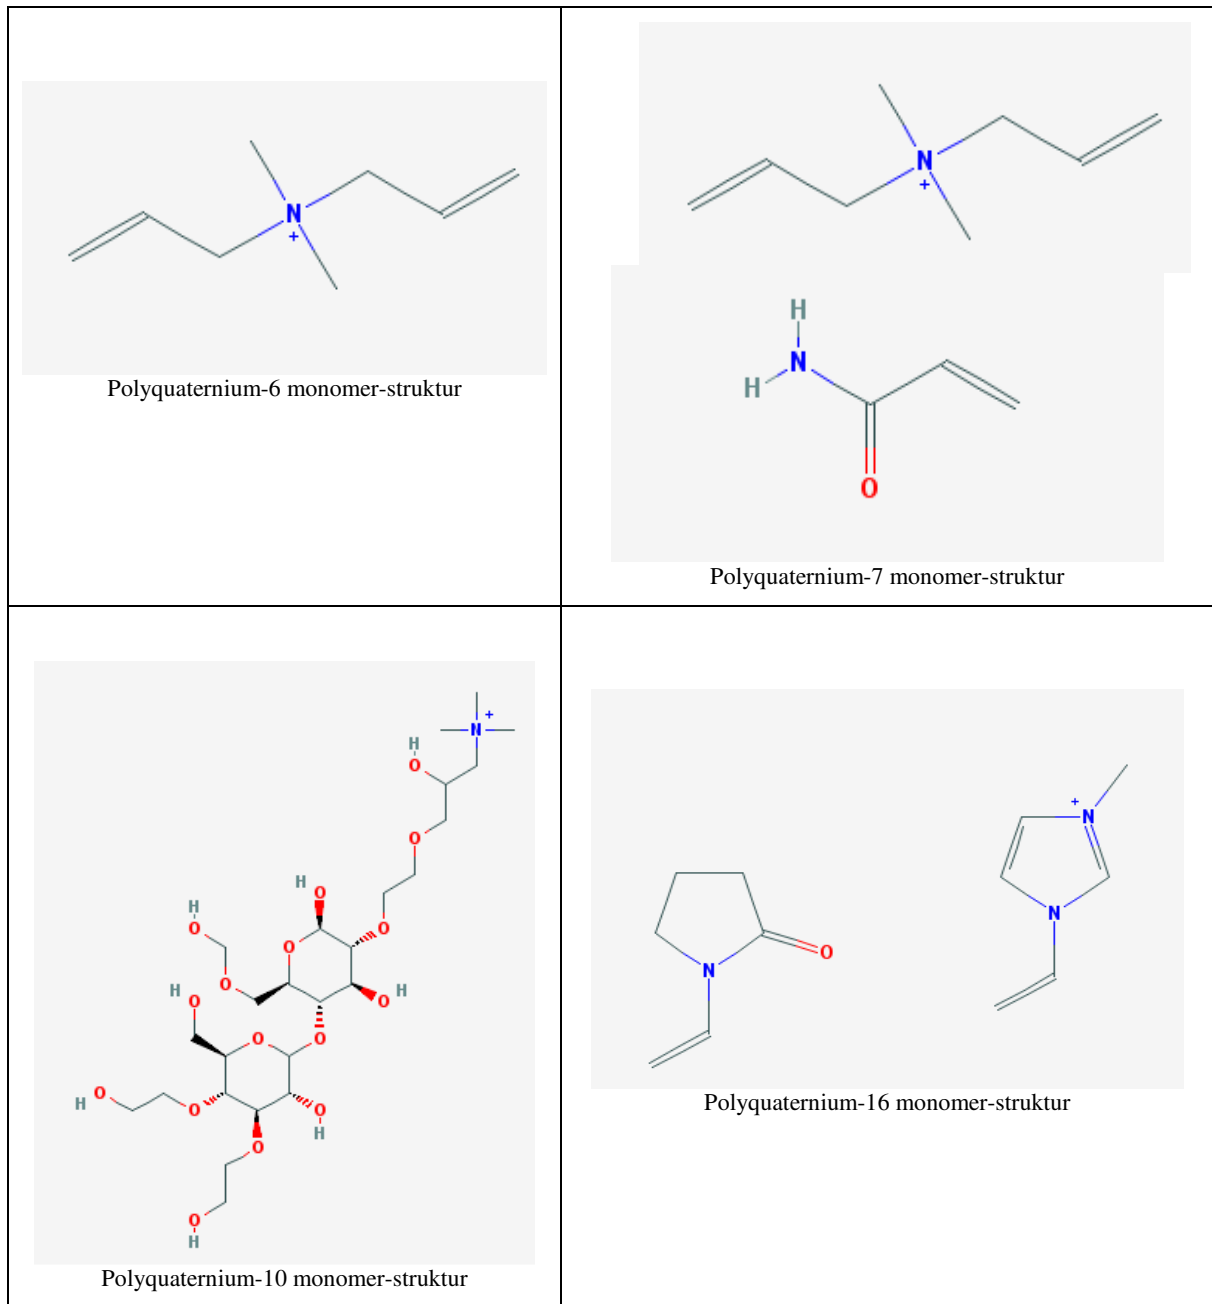 N
+
Polyquaternium-6 monomer-struktur
N
+
H
N
H
O
Polyquaternium-7 monomer-struktur
N
+
H
O
O
H
O
H
O
O
O
O
H
O
H
O
O
O
H
O
O
O
H
O
O
H
Polyquaternium-10 monomer-struktur
+
N
N
N
O
Polyquaternium-16 monomer-struktur